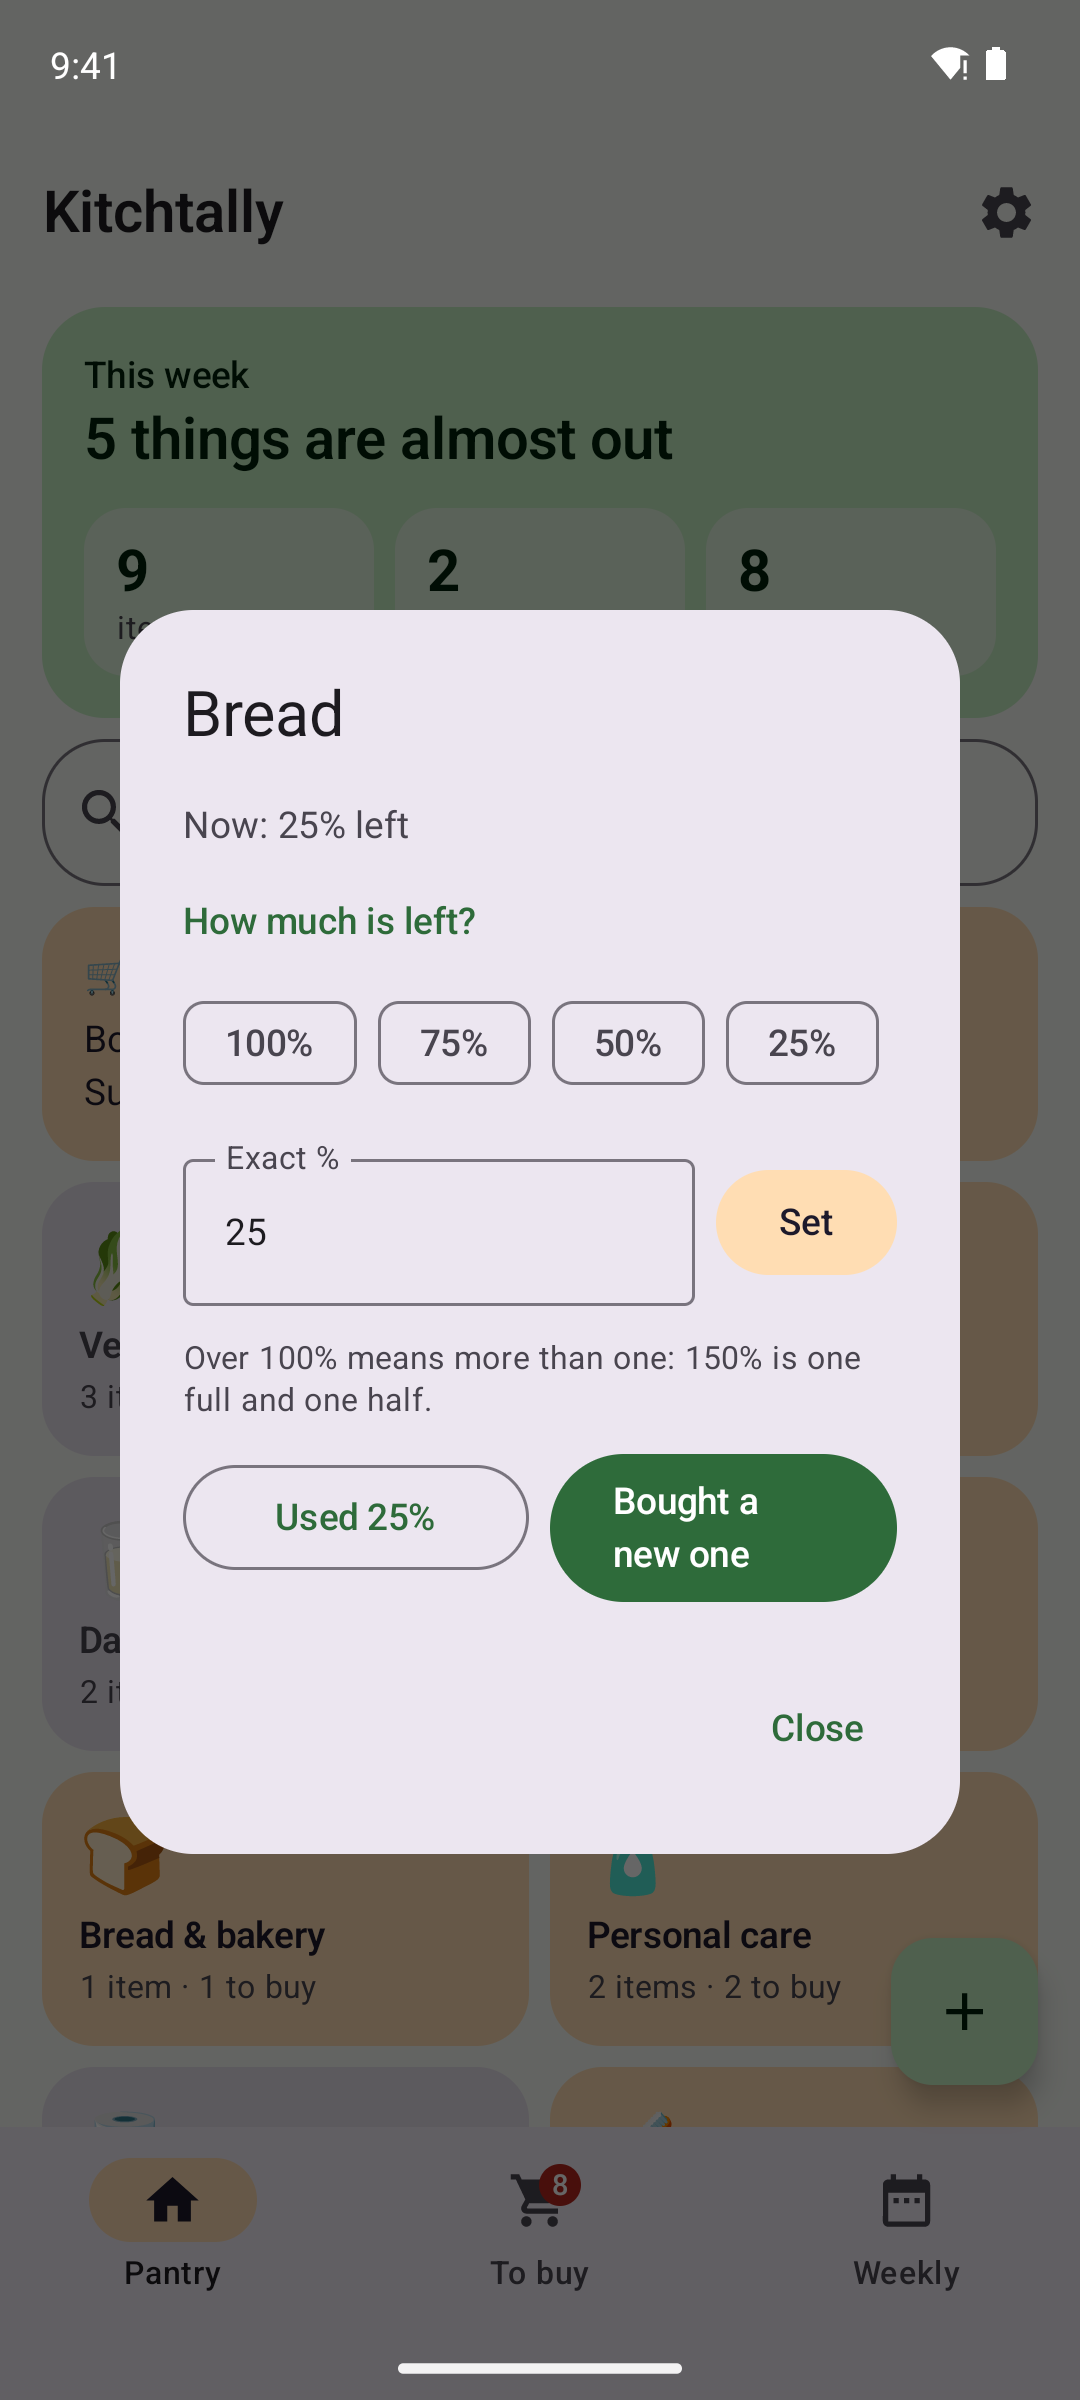 9:41
Kitchtally
This week
5 things are almost out
9
2
8
Bread
Now: 25% left
How much is left?
100%
75%
50%
25%
Exact %
25
Set
Over 100% means more than one: 150% is one
full and one half.
Used 25%
Bought a
new one
Close
Bread & bakery
1 item · 1 to buy
Personal care
2 items · 2 to buy
8
Pantry
To buy
Weekly